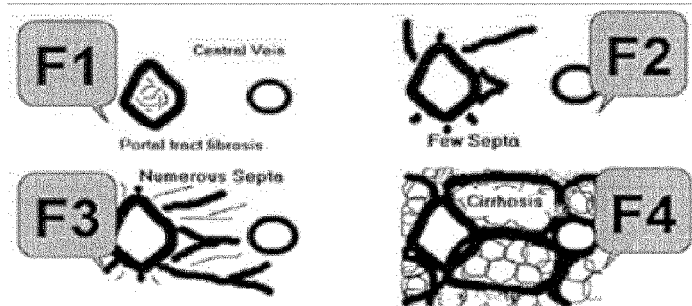 F1
Central Vein
Portal tract fibrosis
F2
Few Septa
F3
Numerous Septa
F4
Cirrhosis